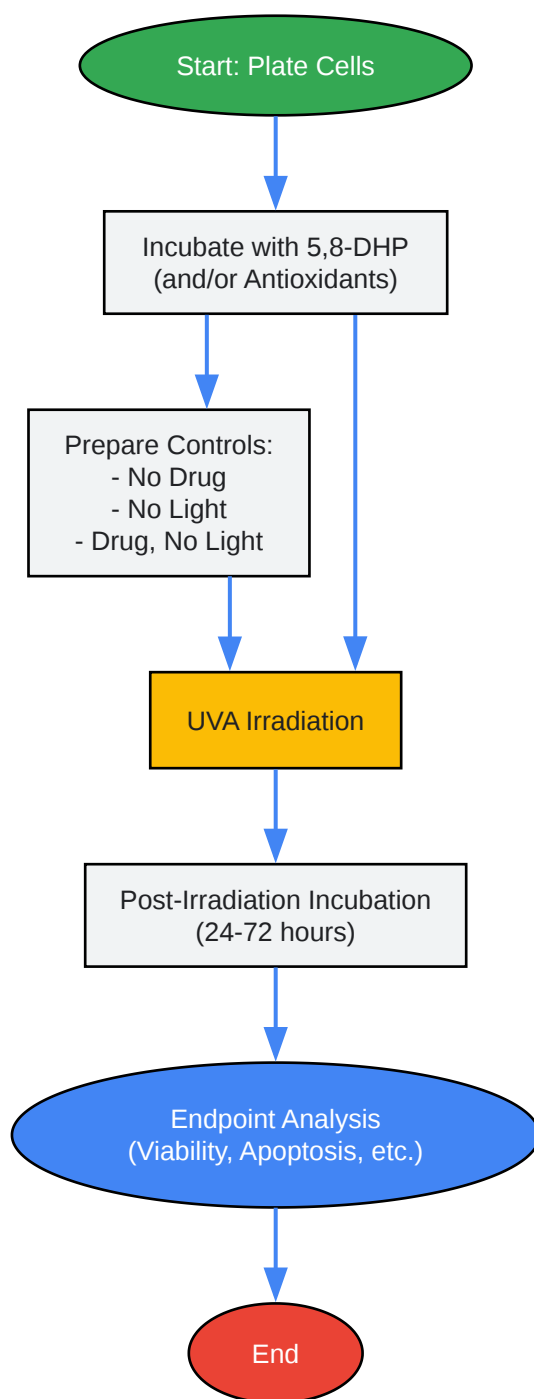 Start: Plate Cells
Incubate with 5,8-DHP
(and/or Antioxidants)
Prepare Controls:
- No Drug
- No Light
- Drug, No Light
UVA Irradiation
Post-Irradiation Incubation
(24-72 hours)
Endpoint Analysis
(Viability, Apoptosis, etc.)
End